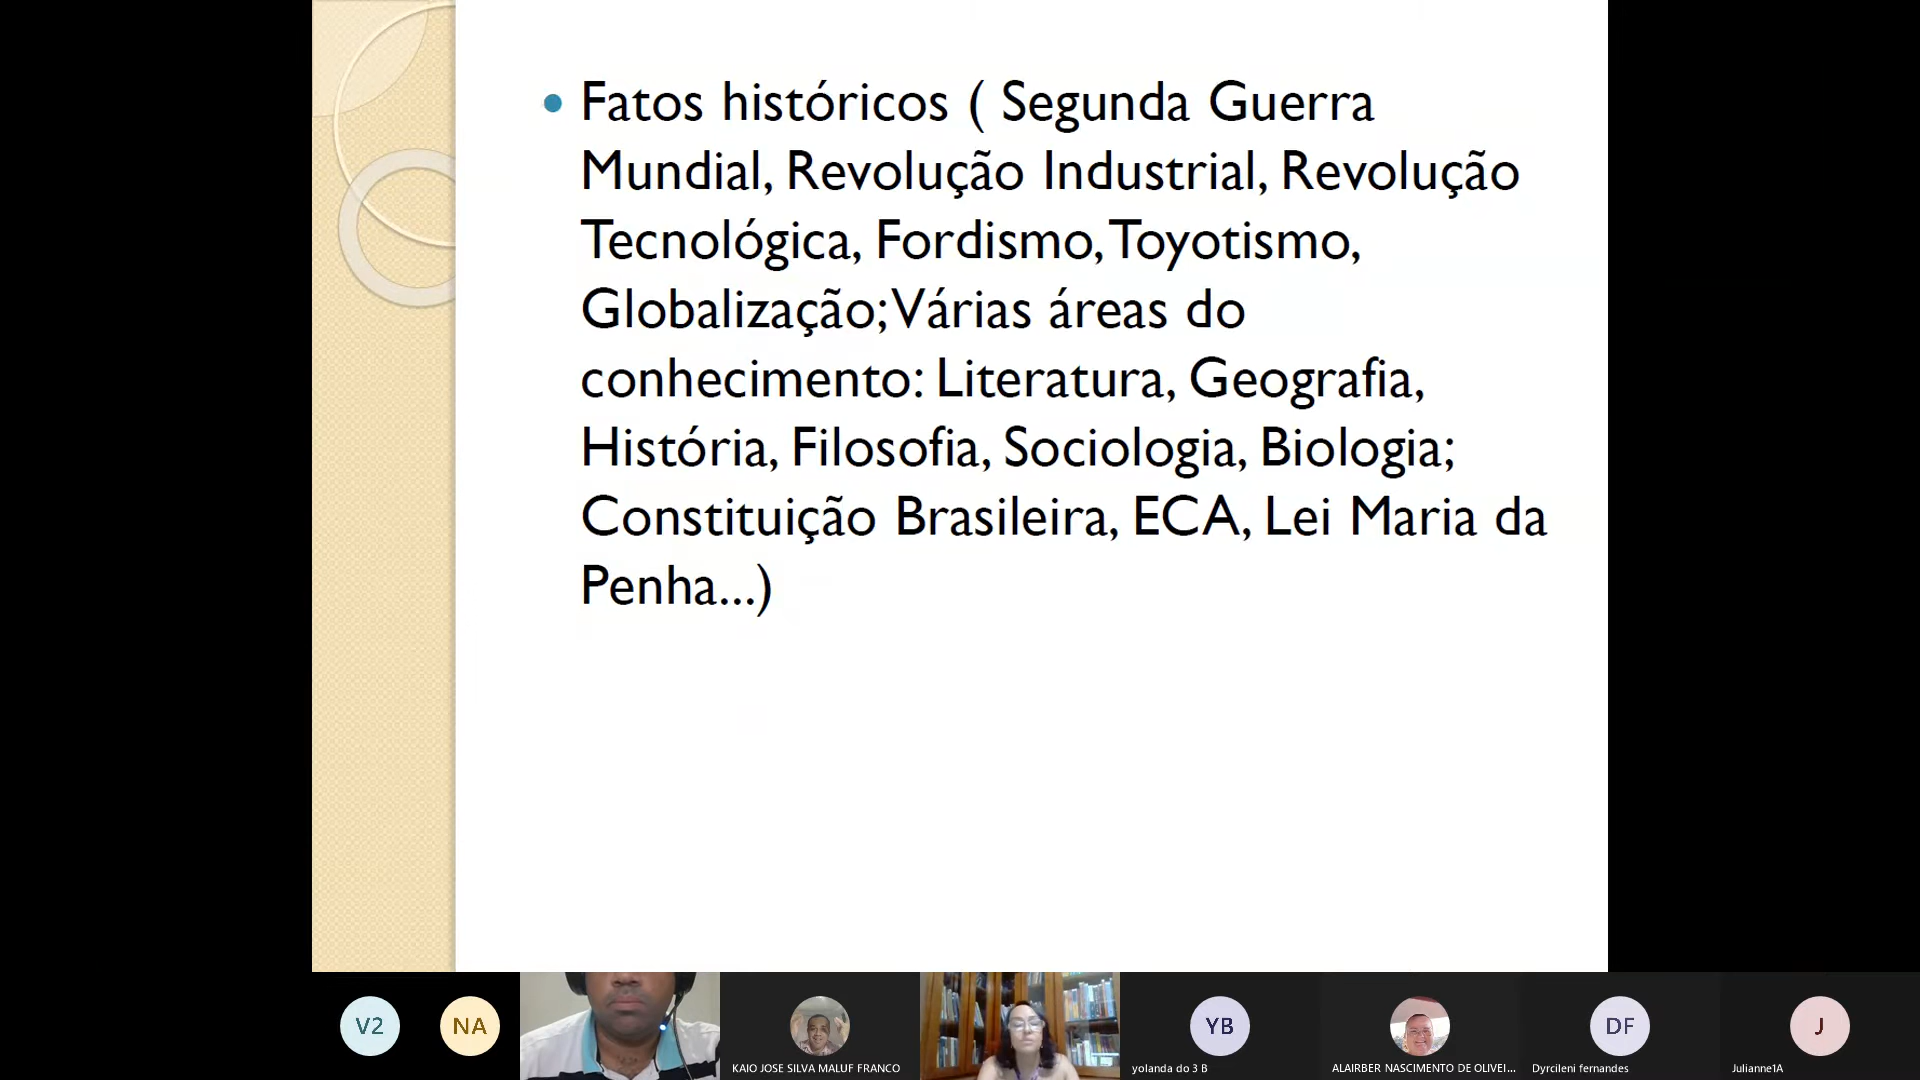 Fatos históricos ( Segunda Guerra
Mundial, Revolução Industrial, Revolução
Tecnológica, Fordismo, Toyotismo,
Globalização; Várias áreas do
conhecimento: Literatura, Geografia,
História, Filosofia, Sociologia, Biologia;
Constituição Brasileira, ECA, Lei Maria da
Penha...)
V2
NA
YB
DF
J
KAIO JOSE SILVA MALUF FRANCO
yolanda do 3 B
ALAIRBER NASCIMENTO DE OLIVEI...
Dyrcileni fernandes
Julianne1A